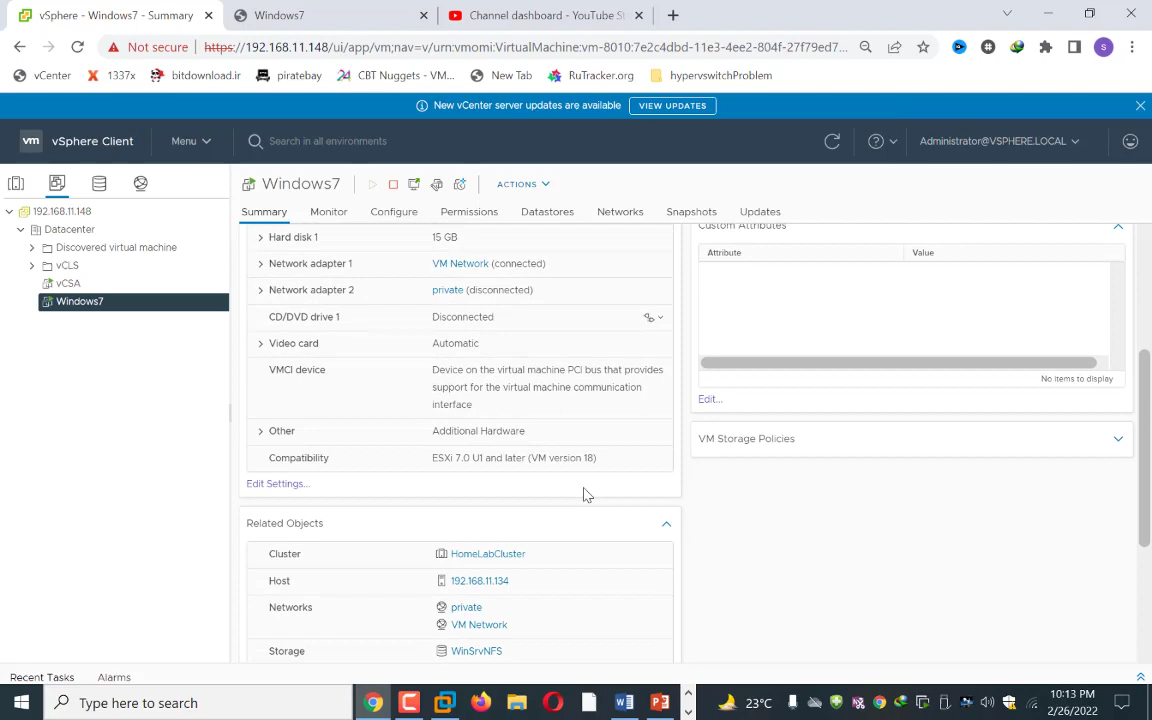 vSphere - Windows7 - Summary
Windows7
Channel dashboard - YouTube St
Not secure
https://192.168.11.148/ui/app/vm;nav=v/urn:vmomi:VirtualMachine:vm-8010:7e2c4dbd-11e3-4ee2-804f-27f79ed7...
S
vCenter
1337x
bitdownload.ir
piratebay
CBT Nuggets - VM...
New Tab
RuTracker.org
hypervswitchProblem
New vCenter server updates are available
VIEW UPDATES
vm
vSphere Client
Menu
Search in all environments
Administrator@VSPHERE.LOCAL
192.168.11.148
Datacenter
Discovered virtual machine
vCLS
vCSA
Windows7
Windows7
ACTIONS
Summary
Monitor
Configure
Permissions
Datastores
Networks
Snapshots
Updates
Hard disk 1
15 GB
Network adapter 1
VM Network (connected)
Network adapter 2
private (disconnected)
CD/DVD drive 1
Disconnected
Video card
Automatic
VMCI device
Device on the virtual machine PCI bus that provides
support for the virtual machine communication
interface
Other
Additional Hardware
Compatibility
ESXi 7.0 U1 and later (VM version 18)
Edit Settings...
Related Objects
Cluster
HomeLabCluster
Host
192.168.11.134
Networks
private
VM Network
Storage
WinSrvNFS
Custom Attributes
Attribute
Value
No items to display
Edit...
VM Storage Policies
Recent Tasks
Alarms
Type here to search
23°C
10:13 PM
2/26/2022